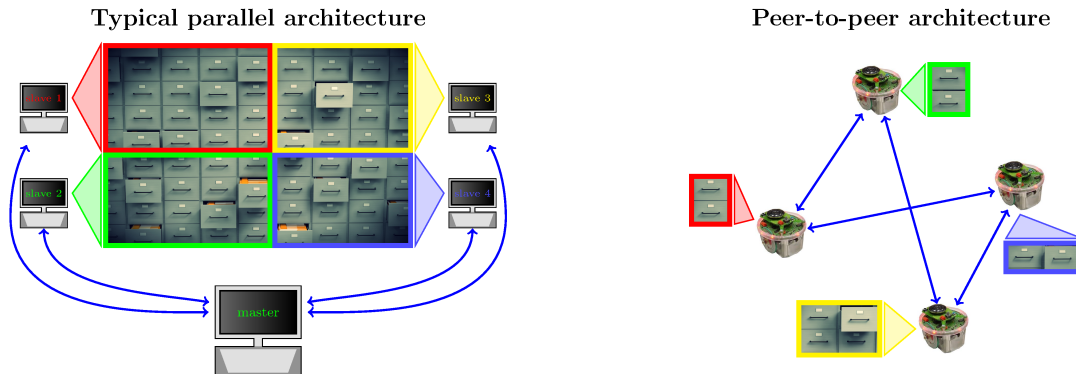 Typical parallel architecture
Peer-to-peer architecture
slave 1
slave 3
slave 2
slave 4
master